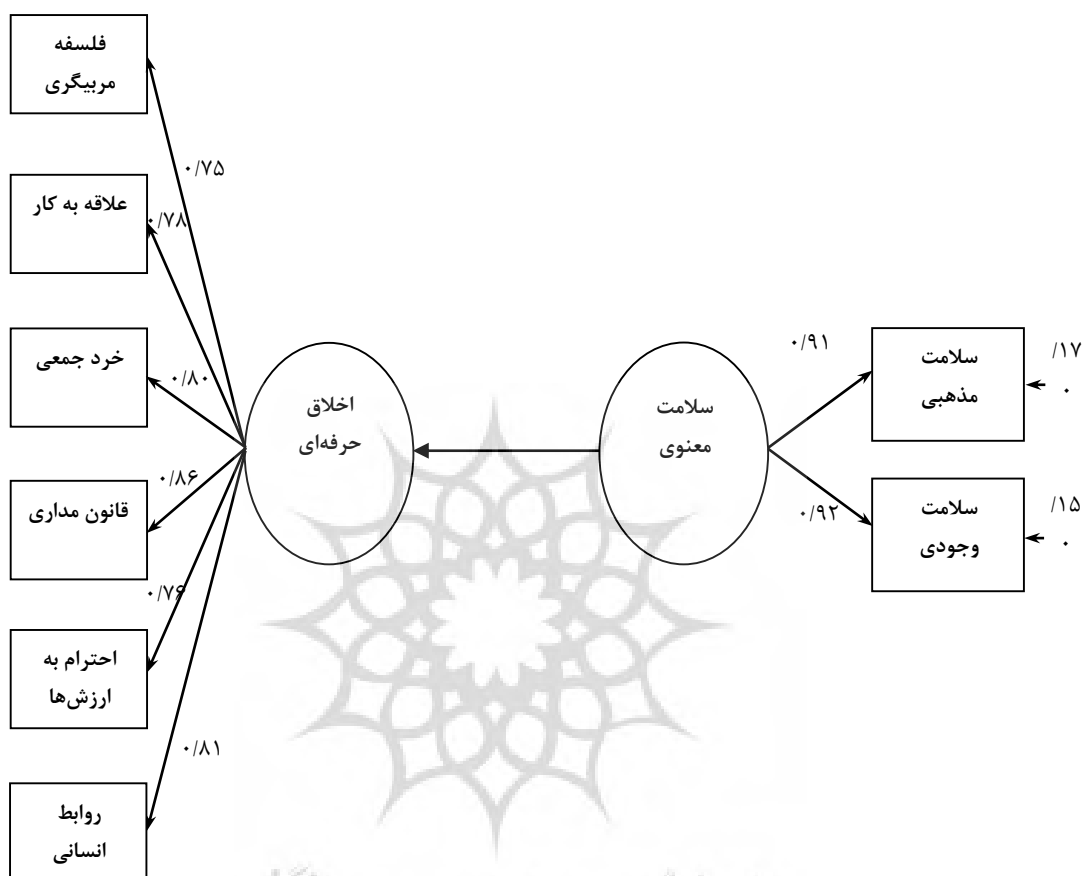 فلسفه
مربیگری
۰/۷۵
علاقه به کار
۰/۷۸
خرد جمعی
۰/۸۰
قانون مداری
۰/۸۶
احترام به
ارزش‌ها
۰/۷۶
روابط
انسانی
۰/۸۱
اخلاق
حرفه‌ای
سلامت
معنوی
۰/۹۱
سلامت
مذهبی
/۱۷
۰
۰/۹۲
سلامت
وجودی
/۱۵
۰